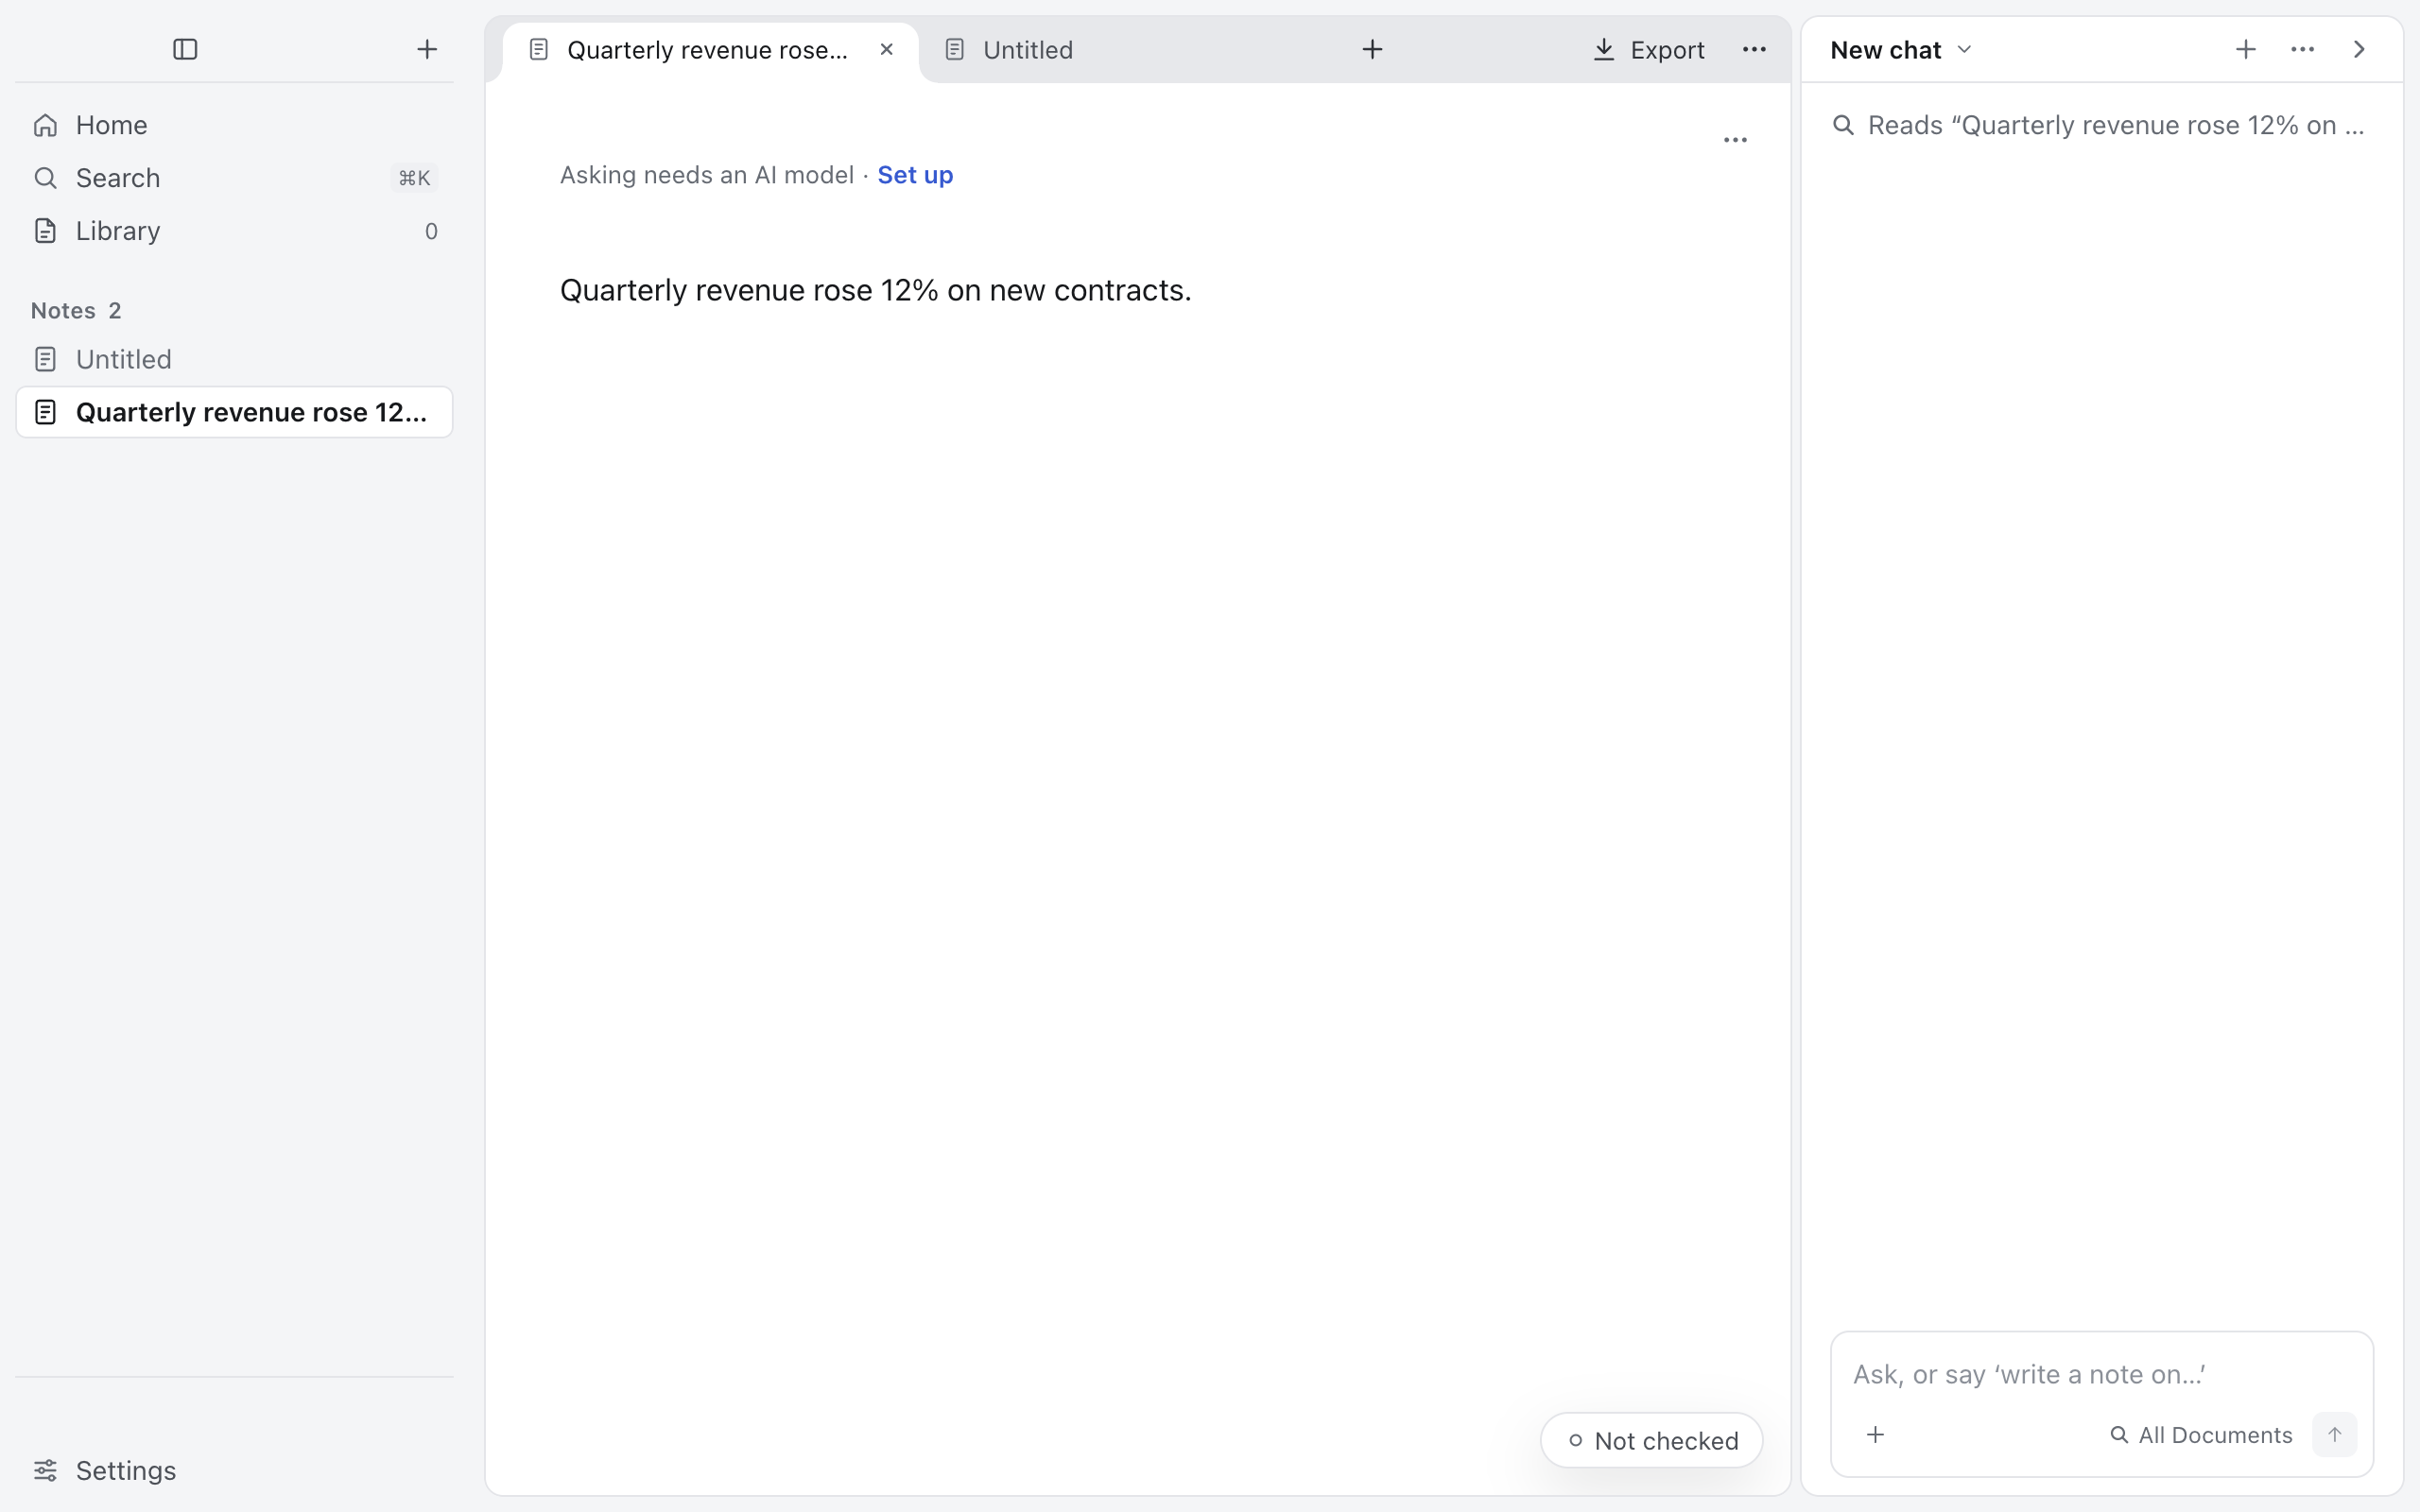 Home
Search ⌘K
Library 0
Notes 2
Untitled
Quarterly revenue rose 12...
Settings
Quarterly revenue rose...
Untitled
Export
Asking needs an AI model · Set up
Quarterly revenue rose 12% on new contracts.
Not checked
New chat
Reads “Quarterly revenue rose 12% on ...
Ask, or say ‘write a note on...’
All Documents